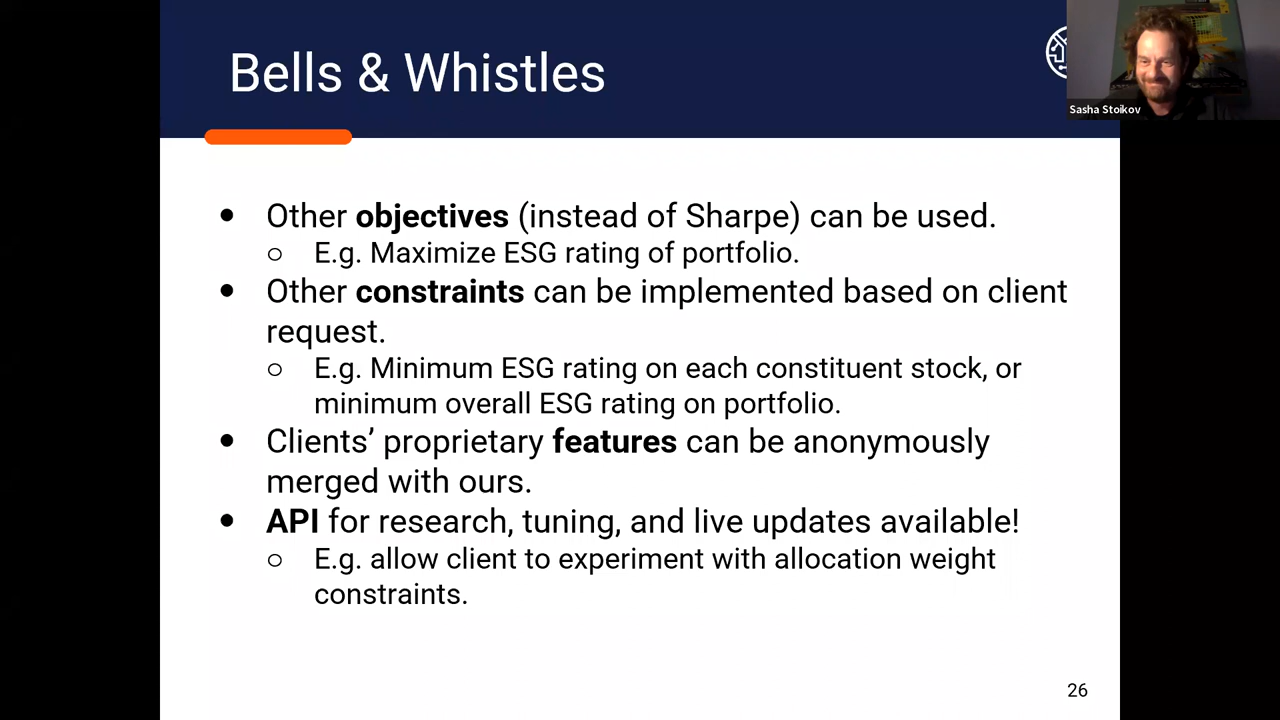 Bells & Whistles
Sasha Stoikov
● Other objectives (instead of Sharpe) can be used.
○ E.g. Maximize ESG rating of portfolio.
● Other constraints can be implemented based on client
request.
○ E.g. Minimum ESG rating on each constituent stock, or
minimum overall ESG rating on portfolio.
● Clients’ proprietary features can be anonymously
merged with ours.
● API for research, tuning, and live updates available!
○ E.g. allow client to experiment with allocation weight
constraints.
26